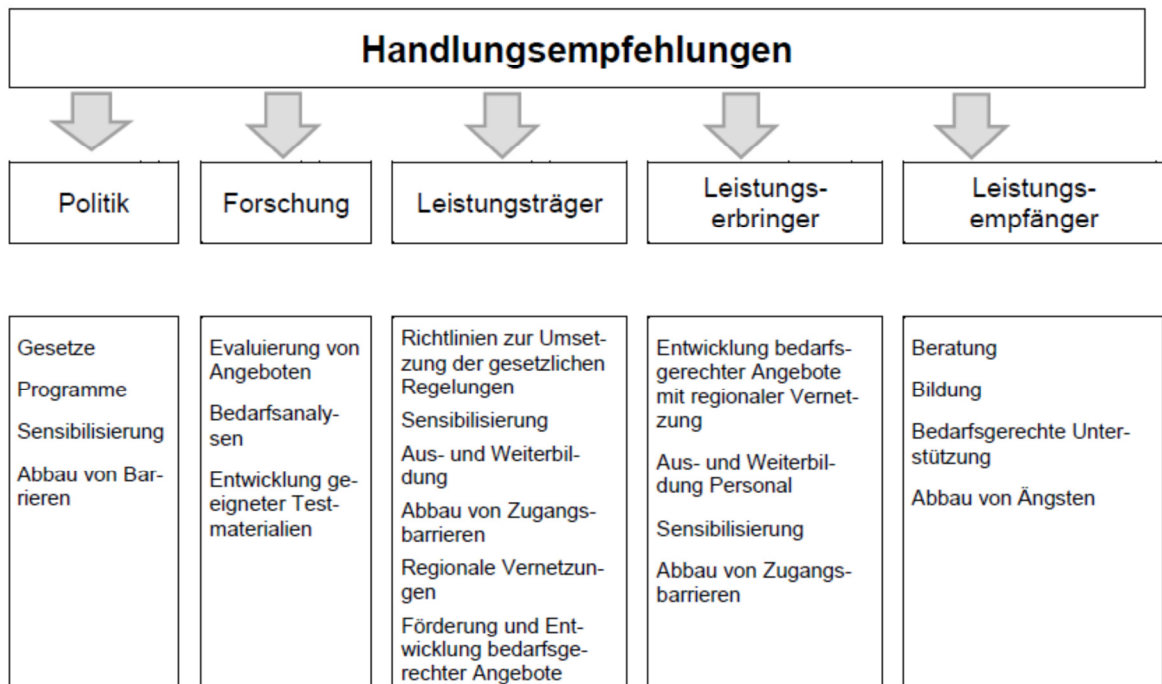 Handlungsempfehlungen
Politik
Forschung
Leistungsträger
Leistungs-
erbringer
Leistungs-
empfänger
Gesetze
Programme
Sensibilisierung
Abbau von Bar-
rieren
Evaluierung von
Angeboten
Bedarfsanaly-
sen
Entwicklung ge-
eigneter Test-
materialien
Richtlinien zur Umset-
zung der gesetzlichen
Regelungen
Sensibilisierung
Aus- und Weiterbil-
dung
Abbau von Zugangs-
barrieren
Regionale Vernetzun-
gen
Förderung und Ent-
wicklung bedarfsge-
rechter Angebote
Entwicklung bedarfs-
gerechter Angebote
mit regionaler Vernet-
zung
Aus- und Weiterbil-
dung Personal
Sensibilisierung
Abbau von Zugangs-
barrieren
Beratung
Bildung
Bedarfsgerechte Unter-
stützung
Abbau von Ängsten